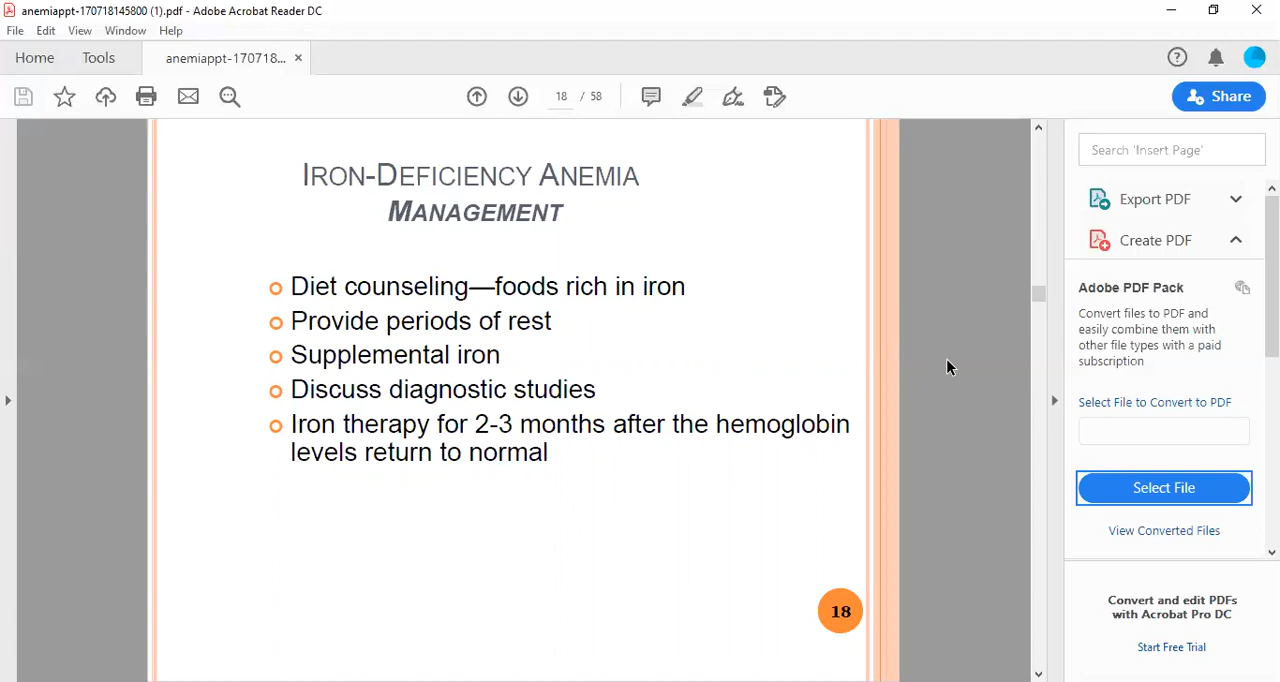 anemiappt-170718145800 (1).pdf - Adobe Acrobat Reader DC
File Edit View Window Help
Home Tools anemiappt-170718... ×
18 / 58
Share
IRON-DEFICIENCY ANEMIA
MANAGEMENT
Diet counseling—foods rich in iron
Provide periods of rest
Supplemental iron
Discuss diagnostic studies
Iron therapy for 2-3 months after the hemoglobin
levels return to normal
18
Search 'Insert Page'
Export PDF
Create PDF
Adobe PDF Pack
Convert files to PDF and
easily combine them with
other file types with a paid
subscription
Select File to Convert to PDF
Select File
View Converted Files
Convert and edit PDFs
with Acrobat Pro DC
Start Free Trial